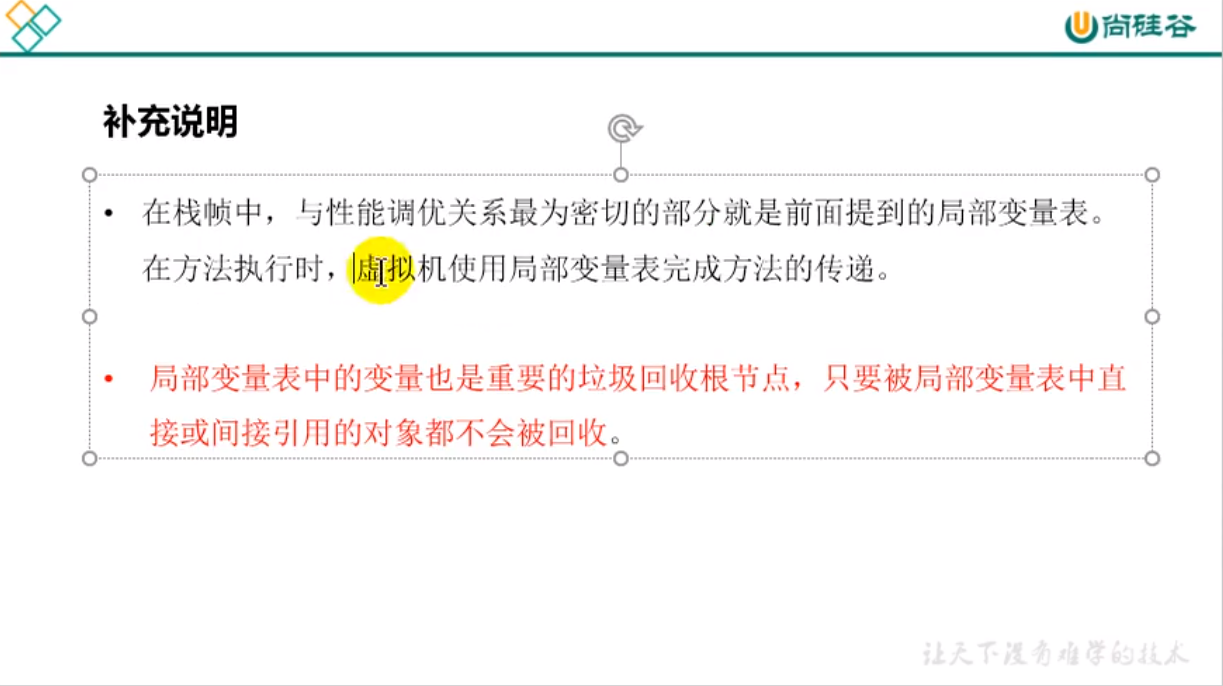 尚硅谷
补充说明
• 在栈帧中，与性能调优关系最为密切的部分就是前面提到的局部变量表。
在方法执行时，虚拟机使用局部变量表完成方法的传递。
• 局部变量表中的变量也是重要的垃圾回收根节点，只要被局部变量表中直
接或间接引用的对象都不会被回收。
让天下没有难学的技术